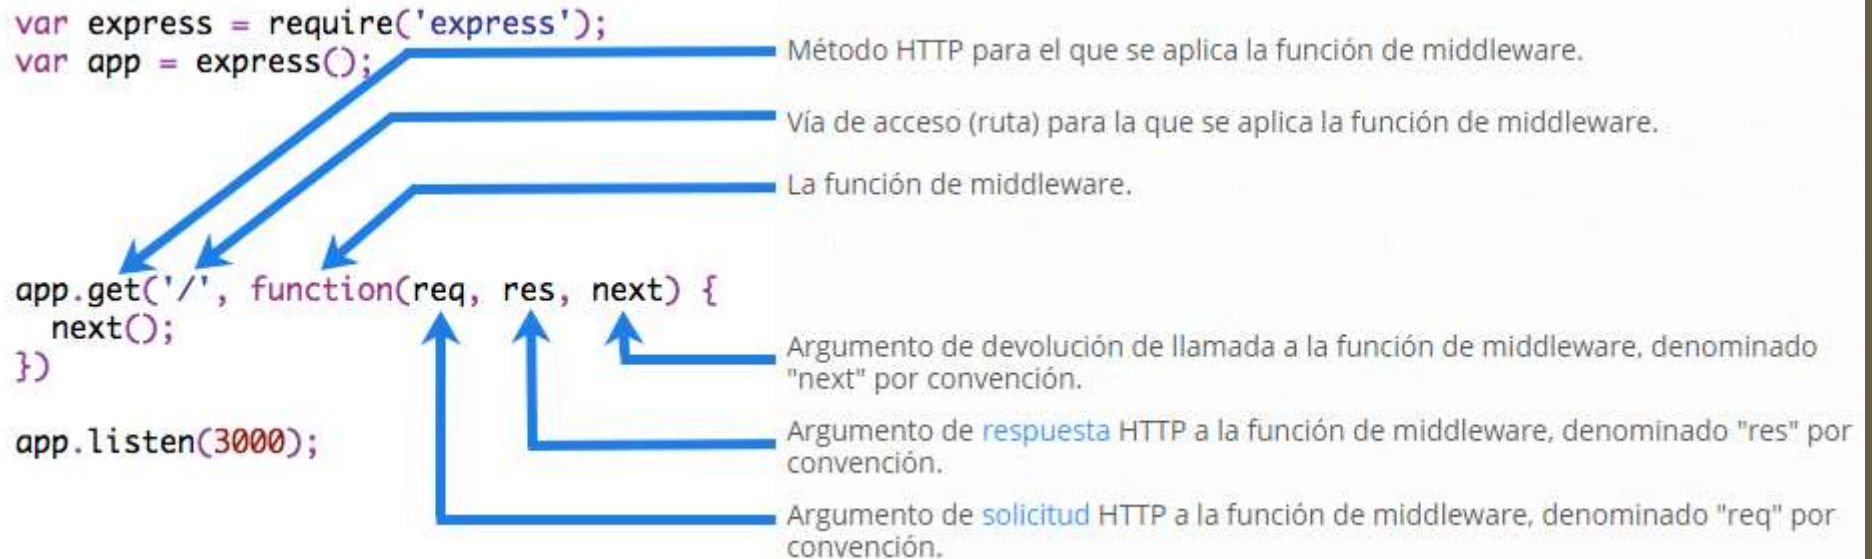 var express = require('express');
var app = express();
Método HTTP para el que se aplica la función de middleware.
Vía de acceso (ruta) para la que se aplica la función de middleware.
La función de middleware.
app.get('/', function(req, res, next) {
next();
})
app.listen(3000);
Argumento de devolución de llamada a la función de middleware, denominado
"next" por convención.
Argumento de respuesta HTTP a la función de middleware, denominado "res" por
convención.
Argumento de solicitud HTTP a la función de middleware, denominado "req" por
convención.